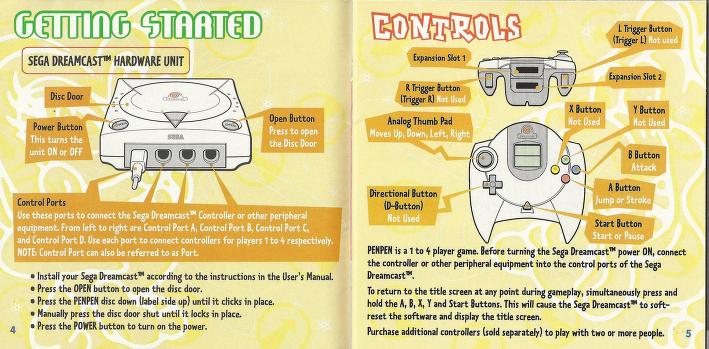 GETTING STARTED
SEGA DREAMCAST™ HARDWARE UNIT
Disc Door
Power Button
This turns the
unit ON or OFF
Open Button
Press to open
the Disc Door
SEGA
Control Ports
Use these ports to connect the Sega Dreamcast™ Controller or other peripheral
equipment. From left to right are Control Port A, Control Port B, Control Port C,
and Control Port D. Use each port to connect controllers for players 1 to 4 respectively.
NOTE: Control Port can also be referred to as Port.
• Install your Sega Dreamcast™ according to the instructions in the User's Manual.
• Press the OPEN button to open the disc door.
• Press the PENPEN disc down (label side up) until it clicks in place.
• Manually press the disc door shut until it locks in place.
• Press the POWER button to turn on the power.
4
CONTROLS
L Trigger Button
(Trigger L) Not used
Expansion Slot 1
Expansion Slot 2
R Trigger Button
(Trigger R) Not Used
Analog Thumb Pad
Moves Up, Down, Left, Right
X Button
Not Used
Y Button
Not Used
B Button
Attack
A Button
Jump or Stroke
Directional Button
(D-Button)
Not Used
Start Button
Start or Pause
PENPEN is a 1 to 4 player game. Before turning the Sega Dreamcast™ power ON, connect
the controller or other peripheral equipment into the control ports of the Sega
Dreamcast™.
To return to the title screen at any point during gameplay, simultaneously press and
hold the A, B, X, Y and Start Buttons. This will cause the Sega Dreamcast™ to soft-
reset the software and display the title screen.
Purchase additional controllers (sold separately) to play with two or more people.
5